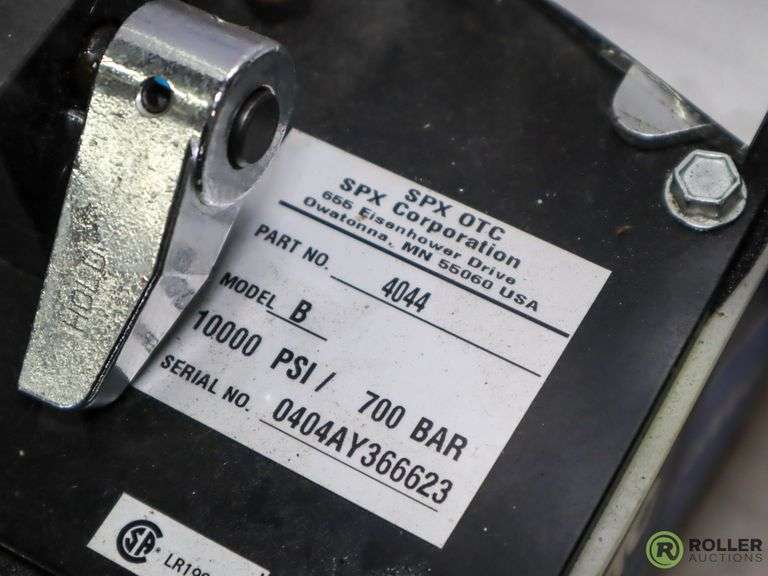 HOLD
SPX OTC
SPX Corporation
655 Eisenhower Drive
Owatonna, MN 55060 USA
PART NO. 4044
MODEL B
10000 PSI / 700 BAR
SERIAL NO. 0404AY366623
R ROLLER
AUCTIONS